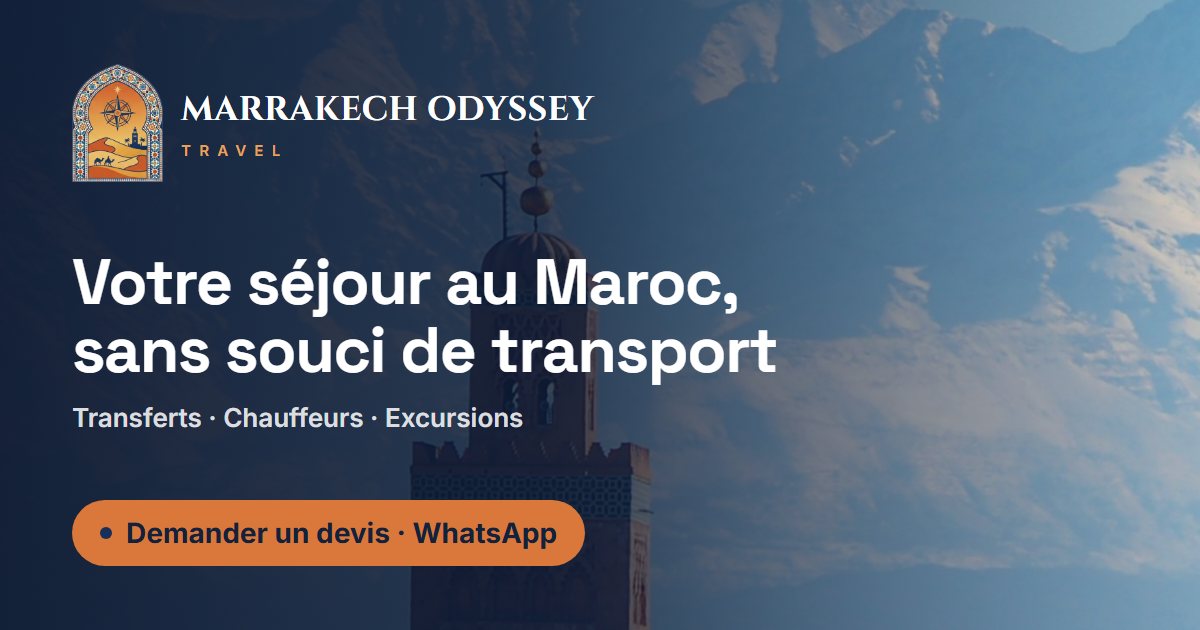 MARRAKECH ODYSSEY
TRAVEL
Votre séjour au Maroc,
sans souci de transport
Transferts · Chauffeurs · Excursions
Demander un devis · WhatsApp